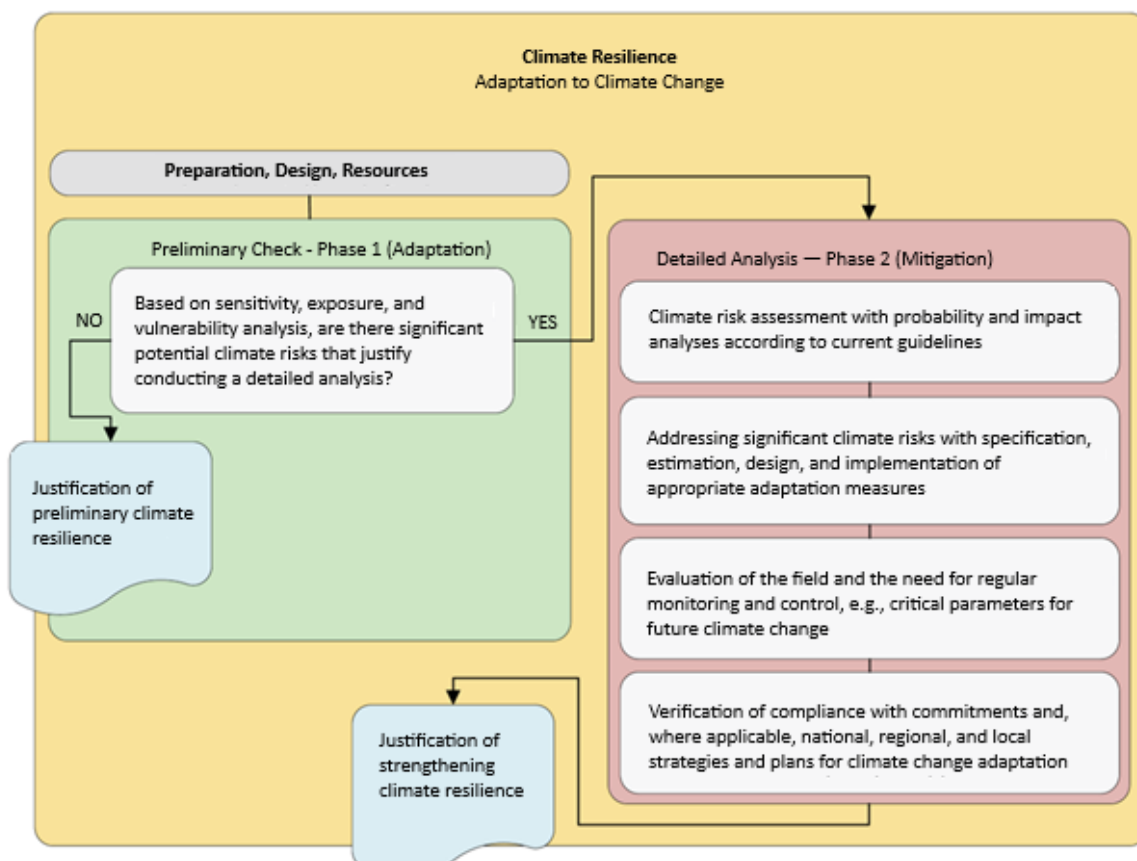 Climate Resilience
Adaptation to Climate Change
Preparation, Design, Resources
Preliminary Check - Phase 1 (Adaptation)
NO
Based on sensitivity, exposure, and
vulnerability analysis, are there significant
potential climate risks that justify
conducting a detailed analysis?
YES
Justification of
preliminary climate
resilience
Detailed Analysis — Phase 2 (Mitigation)
Climate risk assessment with probability and impact
analyses according to current guidelines
Addressing significant climate risks with specification,
estimation, design, and implementation of
appropriate adaptation measures
Evaluation of the field and the need for regular
monitoring and control, e.g., critical parameters for
future climate change
Verification of compliance with commitments and,
where applicable, national, regional, and local
strategies and plans for climate change adaptation
Justification of
strengthening
climate resilience